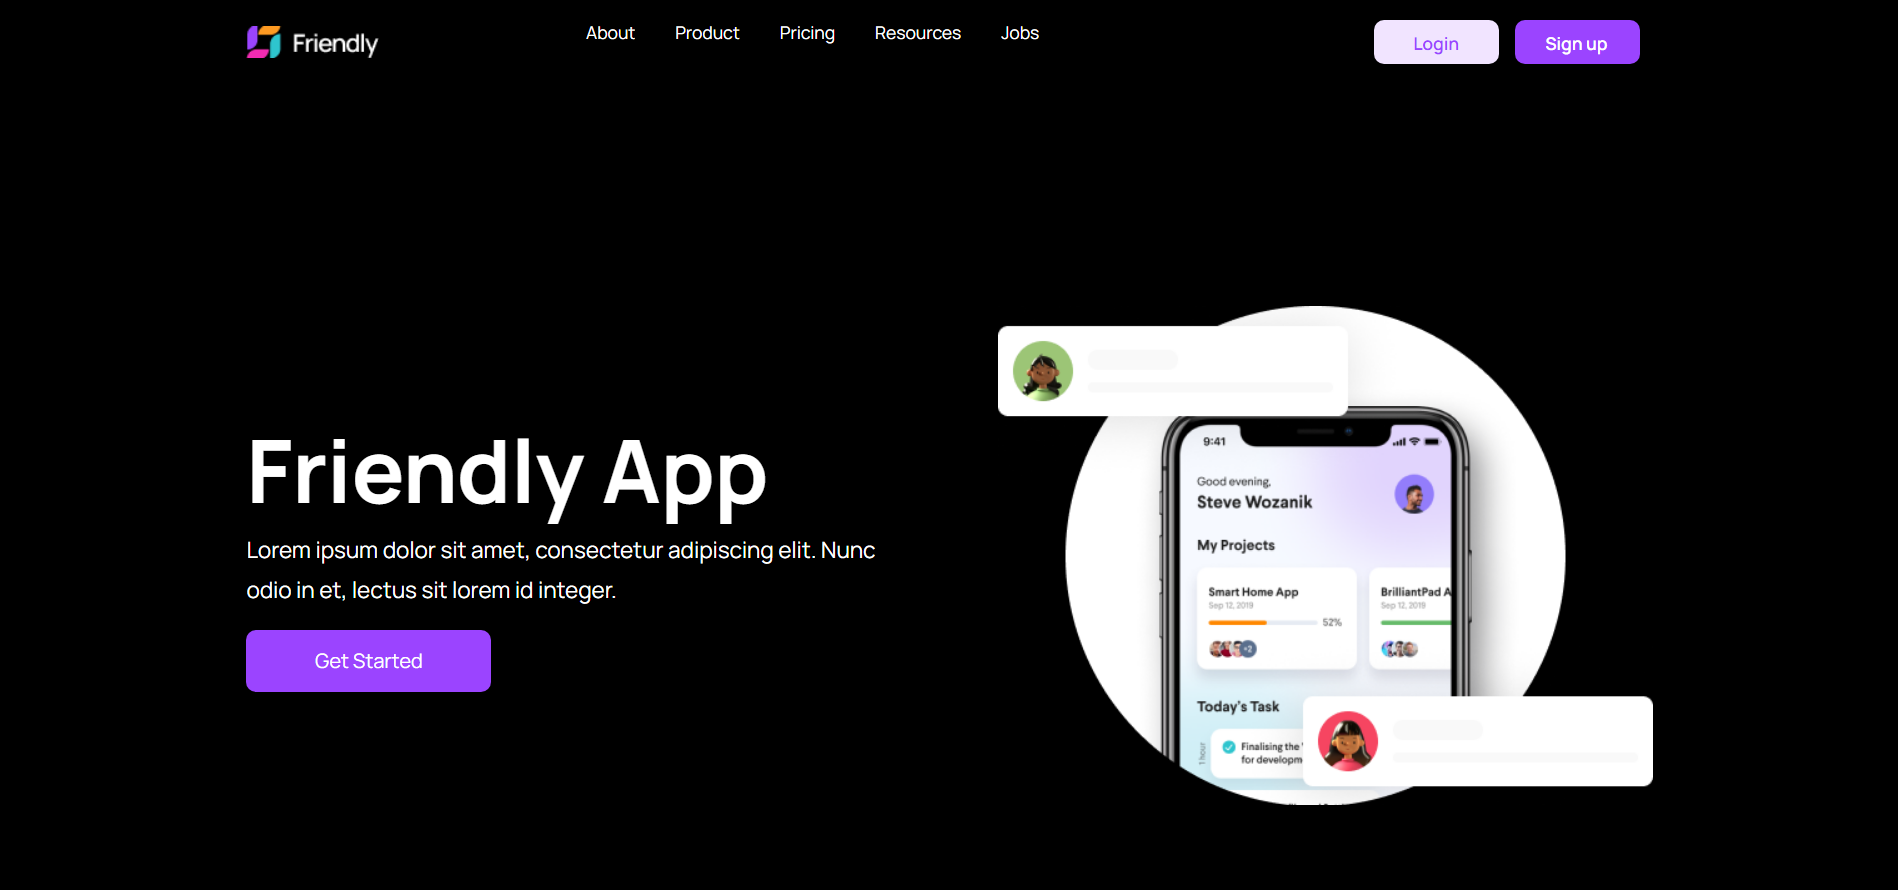 Friendly
About
Product
Pricing
Resources
Jobs
Login
Sign up
Friendly App
Lorem ipsum dolor sit amet, consectetur adipiscing elit. Nunc
odio in et, lectus sit lorem id integer.
Get Started
9:41
Good evening,
Steve Wozanik
My Projects
Smart Home App
Sep 12, 2019
52%
+2
BrilliantPad A
Sep 12, 2019
Today's Task
1 hour
Finalising the
for developm